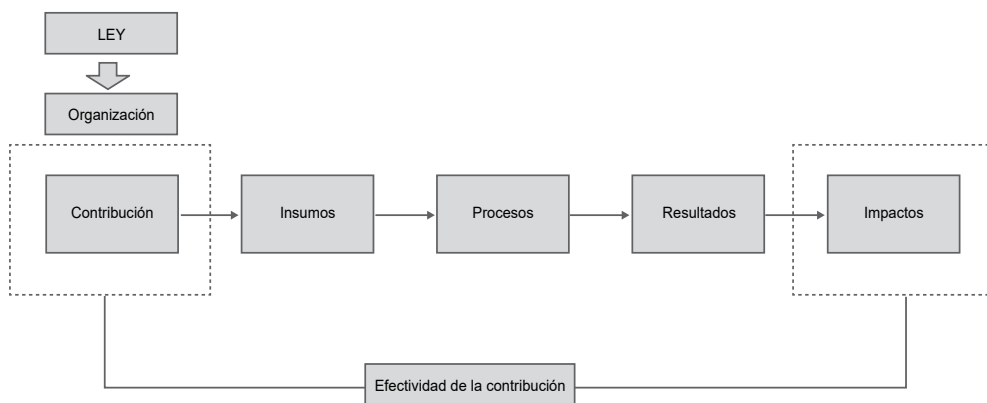 LEY
Organización
Contribución
Insumos
Procesos
Resultados
Impactos
Efectividad de la contribución